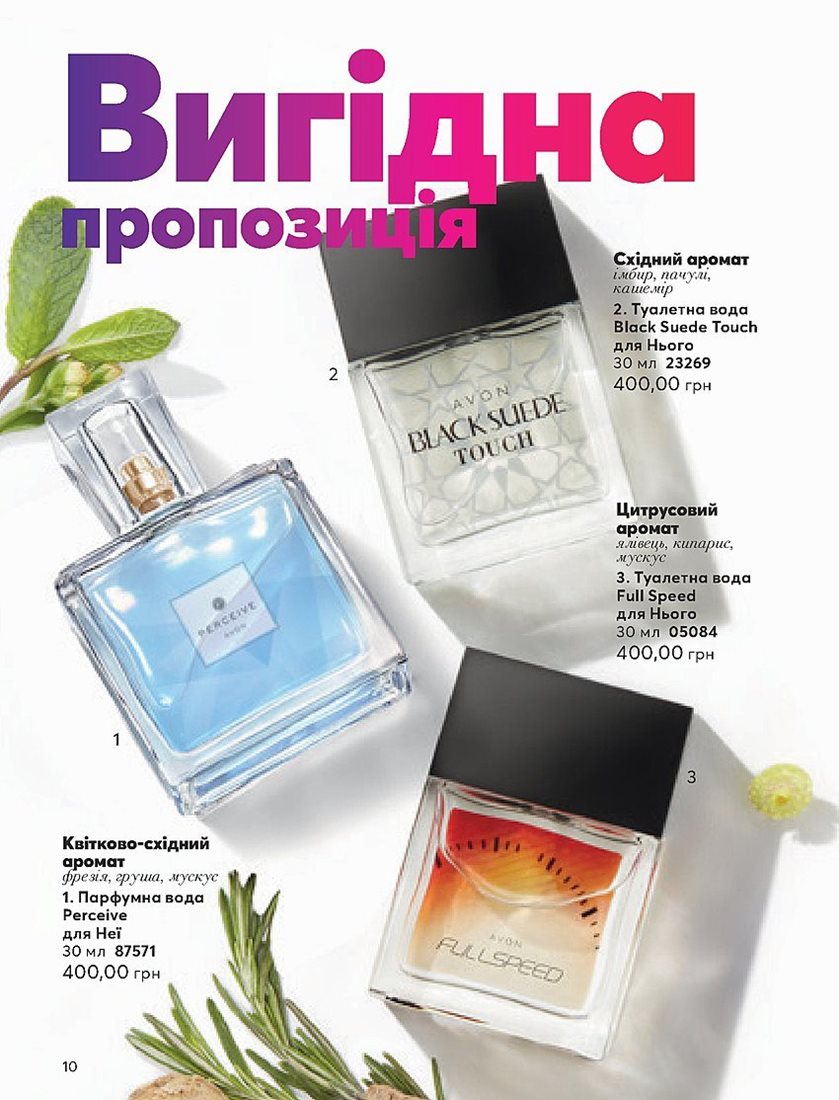 Вигідна
пропозиція
Східний аромат
імбир, пачулі,
кашемір
2. Туалетна вода
Black Suede Touch
для Нього
30 мл 23269
400,00 грн
2
AVON
BLACK SUEDE
TOUCH
Цитрусовий
аромат
ялівець, кипарис,
мускус
3. Туалетна вода
Full Speed
для Нього
30 мл 05084
400,00 грн
PERCEIVE
AVON
1
3
AVON
FULLSPEED
Квітково-східний
аромат
фрезія, груша, мускус
1. Парфумна вода
Perceive
для Неї
30 мл 87571
400,00 грн
10